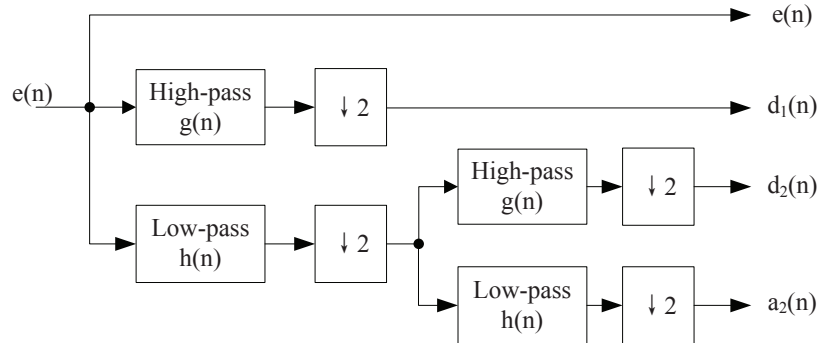 e(n)
e(n)
High-pass
g(n)
↓ 2
d₁(n)
High-pass
g(n)
↓ 2
d₂(n)
Low-pass
h(n)
↓ 2
Low-pass
h(n)
↓ 2
a₂(n)